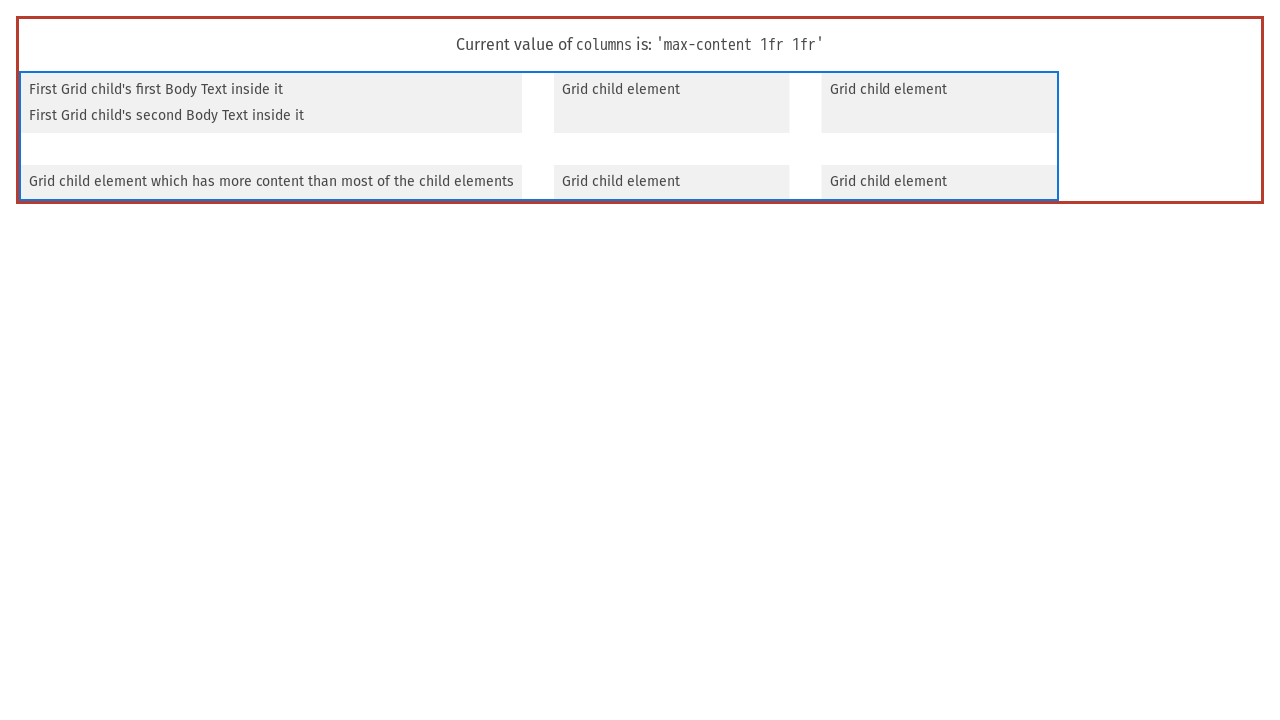 Current value of columns is: 'max-content 1fr 1fr'
First Grid child's first Body Text inside it
First Grid child's second Body Text inside it
Grid child element
Grid child element
Grid child element which has more content than most of the child elements
Grid child element
Grid child element